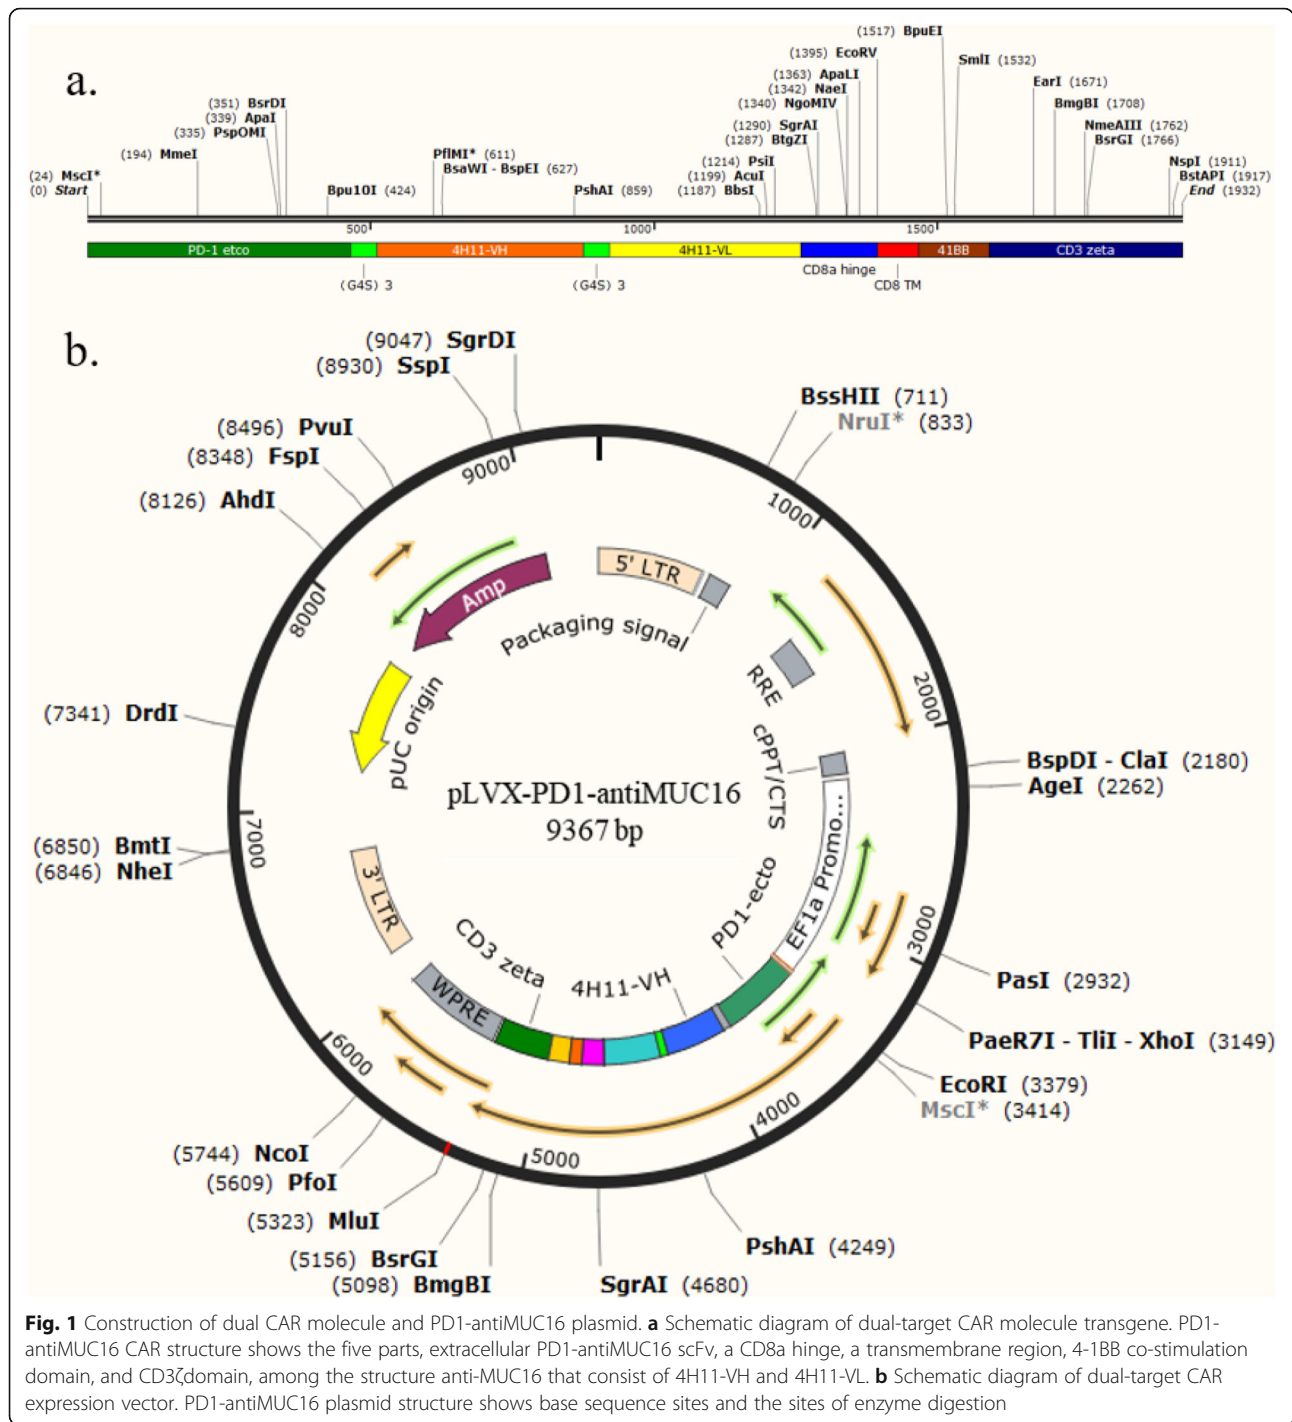 a.
(1517) BpuEI
(1395) EcoRV
SmlI (1532)
(1363) ApaLI
EarI (1671)
(1342) NaeI
(351) BsrDI
(1340) NgoMIV
BmgBI (1708)
(339) ApaI
(1290) SgrAI
NmeAIII (1762)
(335) PspOMI
(1287) BtgZI
BsrGI (1766)
(194) MmeI
PflMI* (611)
(1214) PsiI
NspI (1911)
BsaWI - BspEI (627)
(24) MscI*
(1199) AcuI
BstAPI (1917)
(0) Start
Bpu10I (424)
PshAI (859)
(1187) BbsI
End (1932)
500
1000
1500
PD-1 etco
4H11-VH
4H11-VL
41BB
CD3 zeta
CD8a hinge
(G4S) 3
(G4S) 3
CD8 TM
b.
(9047) SgrDI
(8930) SspI
BssHII (711)
NruI* (833)
(8496) PvuI
(8348) FspI
9000
(8126) AhdI
1000
5' LTR
Amp
8000
Packaging signal
RRE
2000
(7341) DrdI
pUC origin
cPPT/CTS
BspDI - ClaI (2180)
AgeI (2262)
pLVX-PD1-antiMUC16
9367 bp
7000
(6850) BmtI
(6846) NheI
EF1a Promo...
3' LTR
PD1-ecto
CD3 zeta
3000
4H11-VH
PasI (2932)
WPRE
6000
PaeR7I - TliI - XhoI (3149)
EcoRI (3379)
MscI* (3414)
4000
(5744) NcoI
5000
(5609) PfoI
(5323) MluI
PshAI (4249)
(5156) BsrGI
(5098) BmgBI
SgrAI (4680)
Fig. 1 Construction of dual CAR molecule and PD1-antiMUC16 plasmid. a Schematic diagram of dual-target CAR molecule transgene. PD1-
antiMUC16 CAR structure shows the five parts, extracellular PD1-antiMUC16 scFv, a CD8a hinge, a transmembrane region, 4-1BB co-stimulation
domain, and CD3ζdomain, among the structure anti-MUC16 that consist of 4H11-VH and 4H11-VL. b Schematic diagram of dual-target CAR
expression vector. PD1-antiMUC16 plasmid structure shows base sequence sites and the sites of enzyme digestion